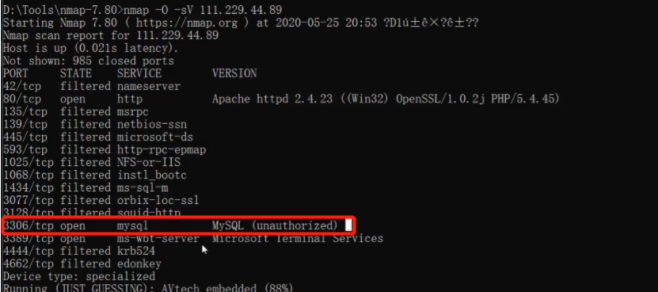 D:\Tools\nmap-7.80>nmap -O -sV 111.229.44.89
Starting Nmap 7.80 ( https://nmap.org ) at 2020-05-25 20:53 ?D1ú±ê×?ê±??
Nmap scan report for 111.229.44.89
Host is up (0.021s latency).
Not shown: 985 closed ports
PORT STATE SERVICE VERSION
42/tcp filtered nameserver
80/tcp open http Apache httpd 2.4.23 ((Win32) OpenSSL/1.0.2j PHP/5.4.45)
135/tcp filtered msrpc
139/tcp filtered netbios-ssn
445/tcp filtered microsoft-ds
593/tcp filtered http-rpc-epmap
1025/tcp filtered NFS-or-IIS
1068/tcp filtered instl_bootc
1434/tcp filtered ms-sql-m
3077/tcp filtered orbix-loc-ssl
3128/tcp filtered squid-http
3306/tcp open mysql MySQL (unauthorized)
3389/tcp open ms-wbt-server Microsoft Terminal Services
4444/tcp filtered krb524
4662/tcp filtered edonkey
Device type: specialized
Running (JUST GUESSING): AVtech embedded (88%)